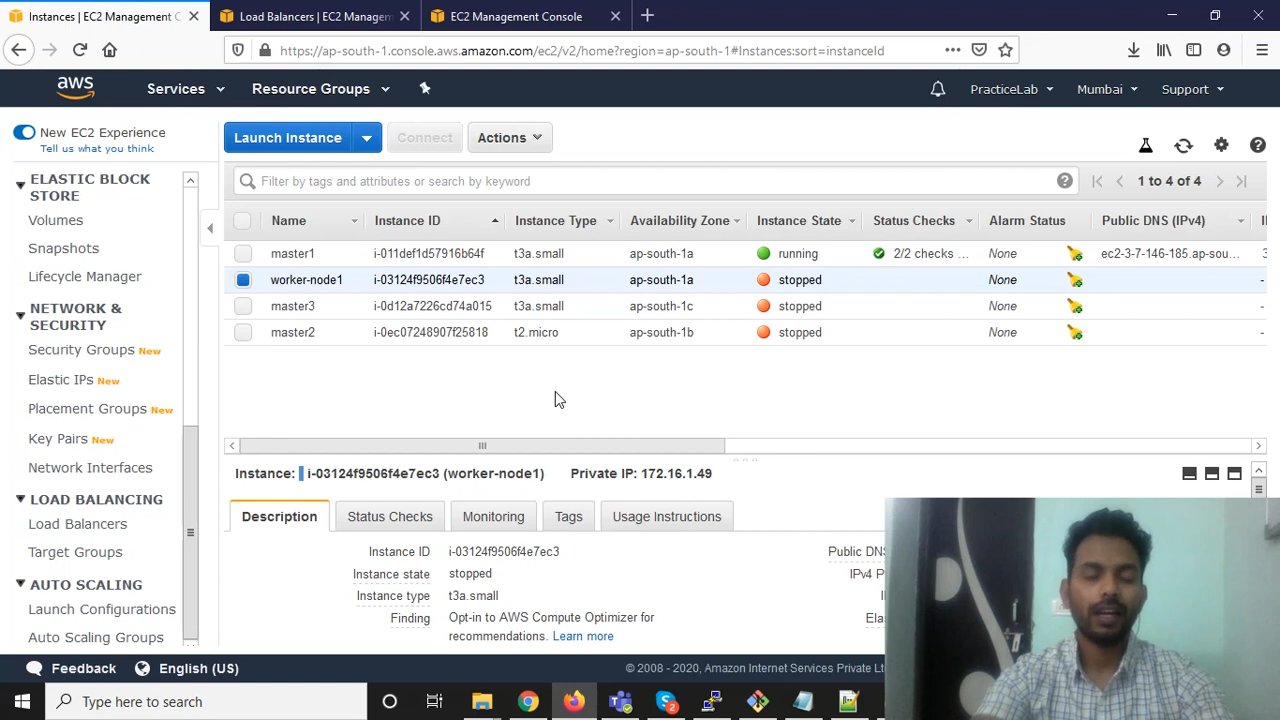 Instances | EC2 Management C
Load Balancers | EC2 Managem
EC2 Management Console
https://ap-south-1.console.aws.amazon.com/ec2/v2/home?region=ap-south-1#Instances:sort=instanceId
aws
Services
Resource Groups
PracticeLab
Mumbai
Support
New EC2 Experience
Tell us what you think
Launch Instance
Connect
Actions
ELASTIC BLOCK
STORE
Volumes
Snapshots
Lifecycle Manager
NETWORK &
SECURITY
Security Groups New
Elastic IPs New
Placement Groups New
Key Pairs New
Network Interfaces
LOAD BALANCING
Load Balancers
Target Groups
AUTO SCALING
Launch Configurations
Auto Scaling Groups
Filter by tags and attributes or search by keyword
1 to 4 of 4
Name Instance ID Instance Type Availability Zone Instance State Status Checks Alarm Status Public DNS (IPv4)
master1 i-011def1d57916b64f t3a.small ap-south-1a running 2/2 checks ... None ec2-3-7-146-185.ap-sou... 3
worker-node1 i-03124f9506f4e7ec3 t3a.small ap-south-1a stopped None -
master3 i-0d12a7226cd74a015 t3a.small ap-south-1c stopped None -
master2 i-0ec07248907f25818 t2.micro ap-south-1b stopped None -
Instance: i-03124f9506f4e7ec3 (worker-node1) Private IP: 172.16.1.49
Description
Status Checks
Monitoring
Tags
Usage Instructions
Instance ID i-03124f9506f4e7ec3 Public DNS
Instance state stopped IPv4 P
Instance type t3a.small
Finding Opt-in to AWS Compute Optimizer for Ela
recommendations. Learn more
Feedback
English (US)
© 2008 - 2020, Amazon Internet Services Private Lt
Type here to search
2